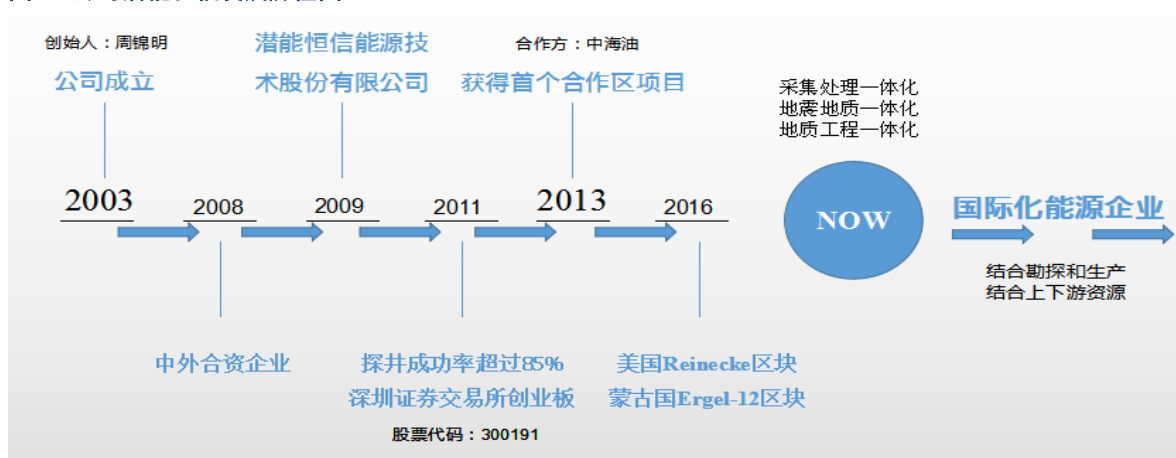 创始人：周锦明
公司成立
潜能恒信能源技
术股份有限公司
合作方：中海油
获得首个合作区项目
采集处理一体化
地震地质一体化
地质工程一体化
2003
2008
2009
2011
2013
2016
NOW
国际化能源企业
结合勘探和生产
结合上下游资源
中外合资企业
探井成功率超过85%
深圳证券交易所创业板
股票代码：300191
美国Reinecke区块
蒙古国Ergel-12区块